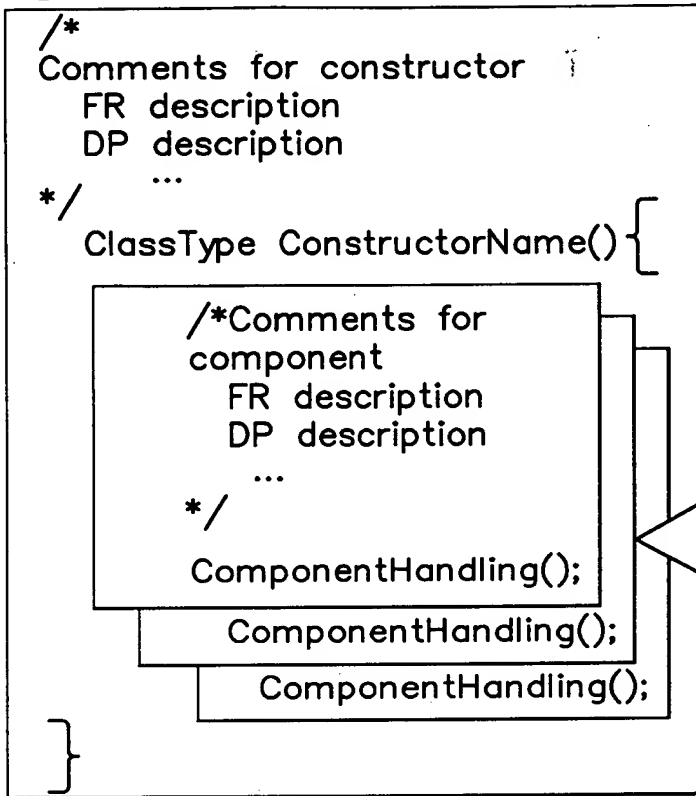 /*
Comments for constructor
FR description
DP description
...
*/
ClassType ConstructorName() {
/*Comments for
component
FR description
DP description
...
*/
ComponentHandling();
ComponentHandling();
ComponentHandling();
}